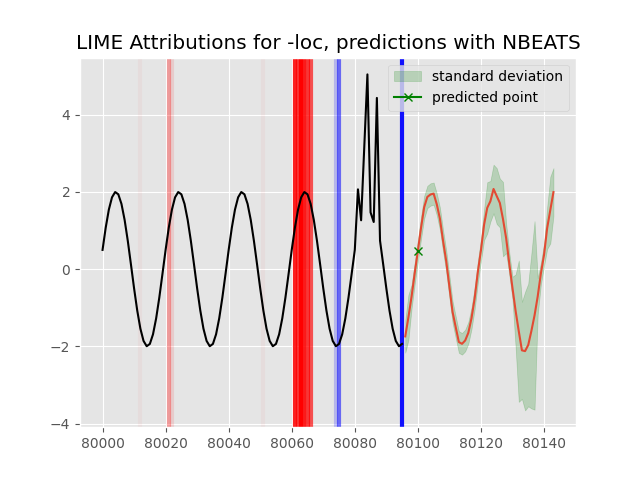 LIME Attributions for -loc, predictions with NBEATS
standard deviation
predicted point
4
2
0
−2
−4
80000 80020 80040 80060 80080 80100 80120 80140